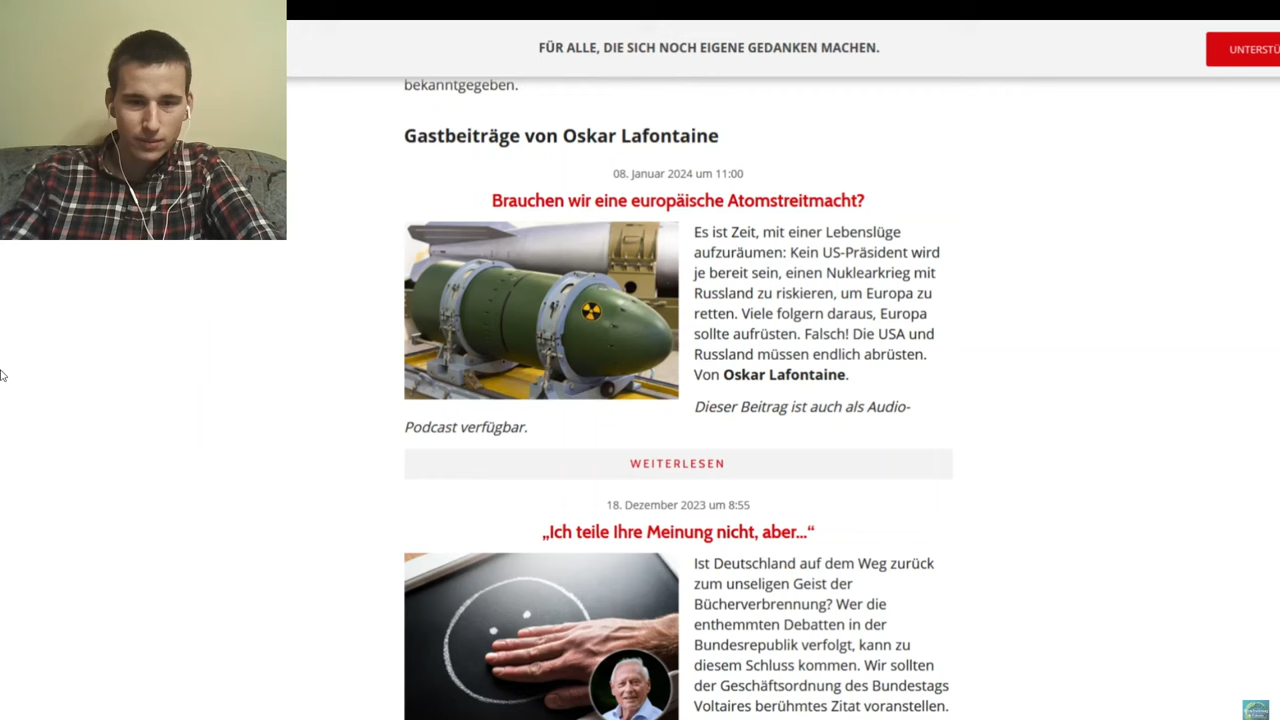 FÜR ALLE, DIE SICH NOCH EIGENE GEDANKEN MACHEN.
UNTERSTÜ
bekanntgegeben.
Gastbeiträge von Oskar Lafontaine
08. Januar 2024 um 11:00
Brauchen wir eine europäische Atomstreitmacht?
Es ist Zeit, mit einer Lebenslüge
aufzuräumen: Kein US-Präsident wird
je bereit sein, einen Nuklearkrieg mit
Russland zu riskieren, um Europa zu
retten. Viele folgern daraus, Europa
sollte aufrüsten. Falsch! Die USA und
Russland müssen endlich abrüsten.
Von Oskar Lafontaine.
Dieser Beitrag ist auch als Audio-
Podcast verfügbar.
WEITERLESEN
18. Dezember 2023 um 8:55
„Ich teile Ihre Meinung nicht, aber…“
Ist Deutschland auf dem Weg zurück
zum unseligen Geist der
Bücherverbrennung? Wer die
enthemmten Debatten in der
Bundesrepublik verfolgt, kann zu
diesem Schluss kommen. Wir sollten
der Geschäftsordnung des Bundestags
Voltaires berühmtes Zitat voranstellen.